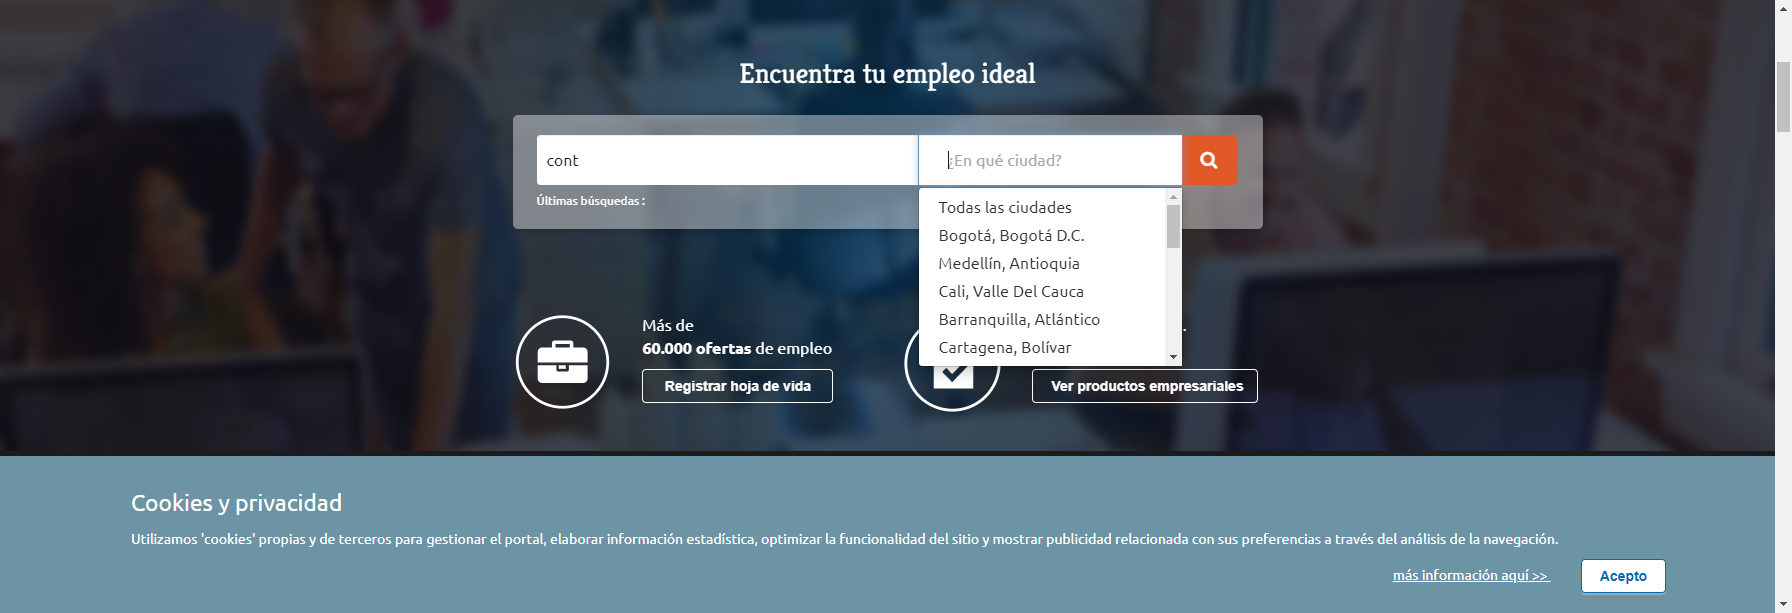 Encuentra tu empleo ideal
cont
¿En qué ciudad?
Últimas búsquedas :
Todas las ciudades
Bogotá, Bogotá D.C.
Medellín, Antioquia
Cali, Valle Del Cauca
Barranquilla, Atlántico
Cartagena, Bolívar
Más de
60.000 ofertas de empleo
Registrar hoja de vida
Ver productos empresariales
Cookies y privacidad
Utilizamos 'cookies' propias y de terceros para gestionar el portal, elaborar información estadística, optimizar la funcionalidad del sitio y mostrar publicidad relacionada con sus preferencias a través del análisis de la navegación.
más información aquí >>
Acepto